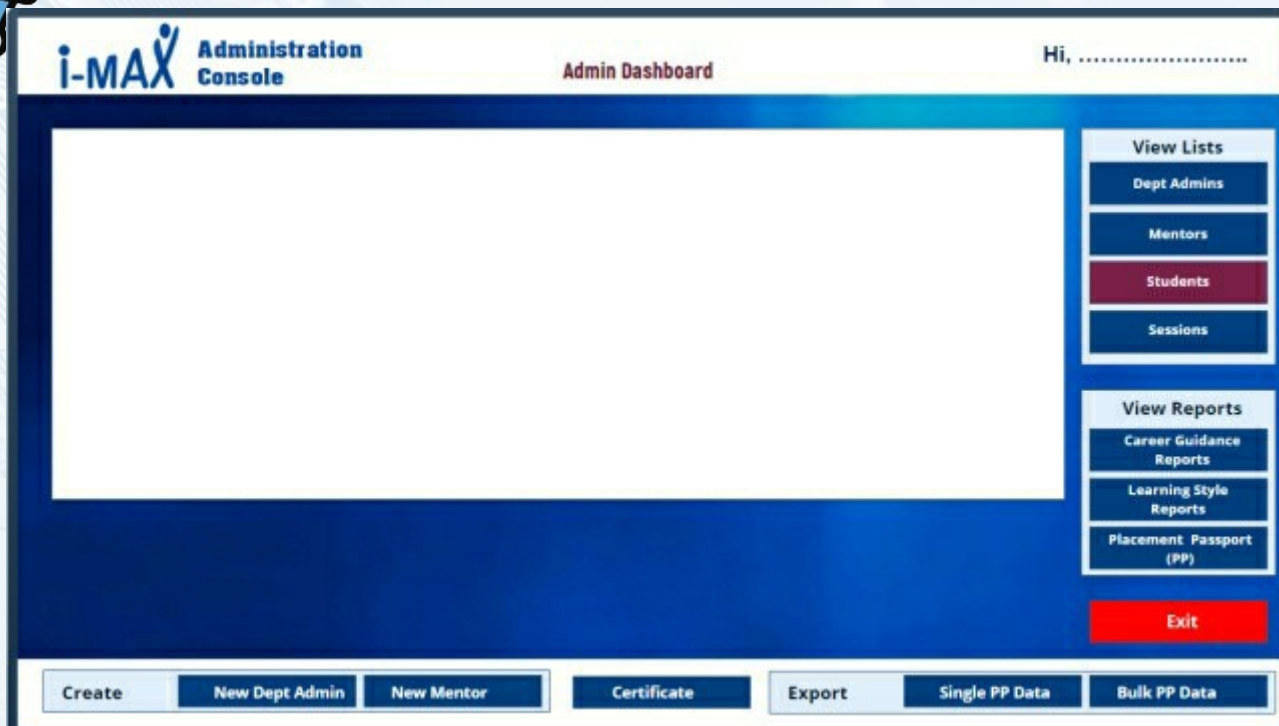 i-MAX Administration
Console
Admin Dashboard
Hi, .......................
View Lists
Dept Admins
Mentors
Students
Sessions
View Reports
Career Guidance
Reports
Learning Style
Reports
Placement Passport
(PP)
Exit
Create New Dept Admin New Mentor Certificate Export Single PP Data Bulk PP Data